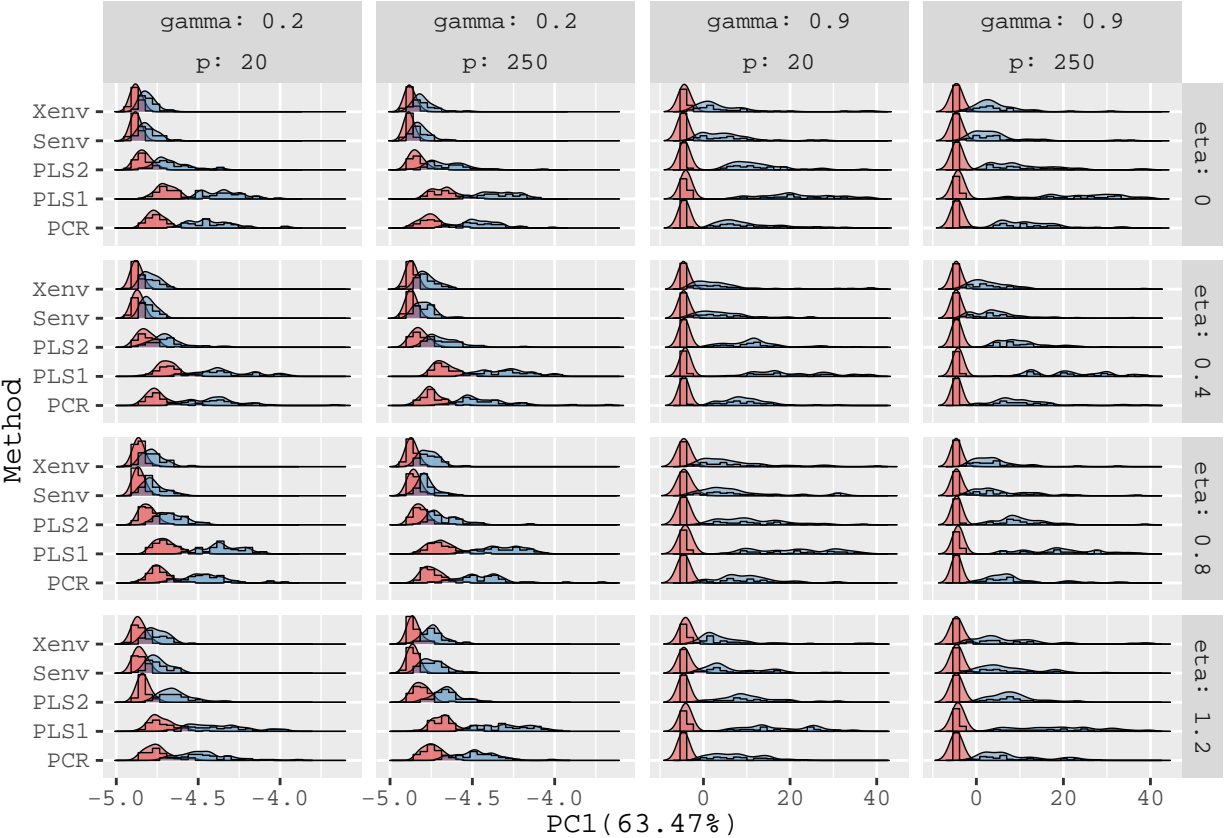 gamma: 0.2 gamma: 0.2 gamma: 0.9 gamma: 0.9
p: 20 p: 250 p: 20 p: 250
Xenv
Senv
PLS2
PLS1
PCR
eta: 0
Xenv
Senv
PLS2
PLS1
PCR
eta: 0.4
Method
Xenv
Senv
PLS2
PLS1
PCR
eta: 0.8
Xenv
Senv
PLS2
PLS1
PCR
eta: 1.2
−5.0 −4.5 −4.0 −5.0 −4.5 −4.0 0 20 40 0 20 40
PC1(63.47%)